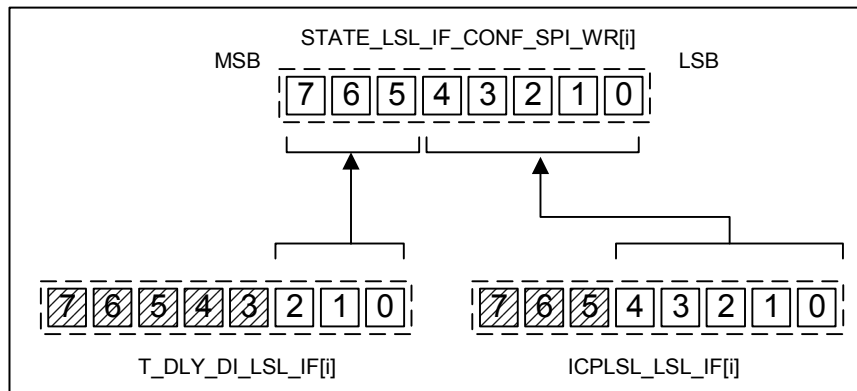 STATE_LSL_IF_CONF_SPI_WR[i]
MSB
LSB
7 6 5 4 3 2 1 0
7 6 5 4 3 2 1 0
7 6 5 4 3 2 1 0
T_DLY_DI_LSL_IF[i]
ICPLSL_LSL_IF[i]